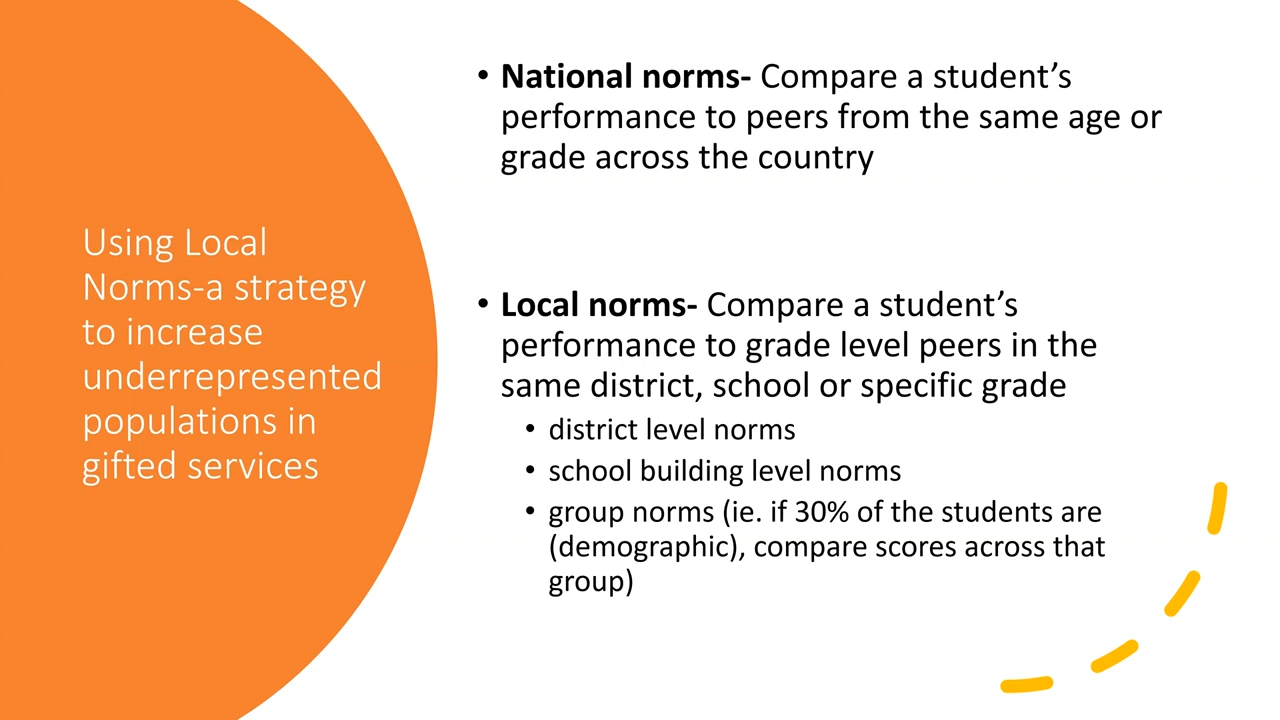 Using Local
Norms-a strategy
to increase
underrepresented
populations in
gifted services
• National norms- Compare a student’s
performance to peers from the same age or
grade across the country
• Local norms- Compare a student’s
performance to grade level peers in the
same district, school or specific grade
• district level norms
• school building level norms
• group norms (ie. if 30% of the students are
(demographic), compare scores across that
group)